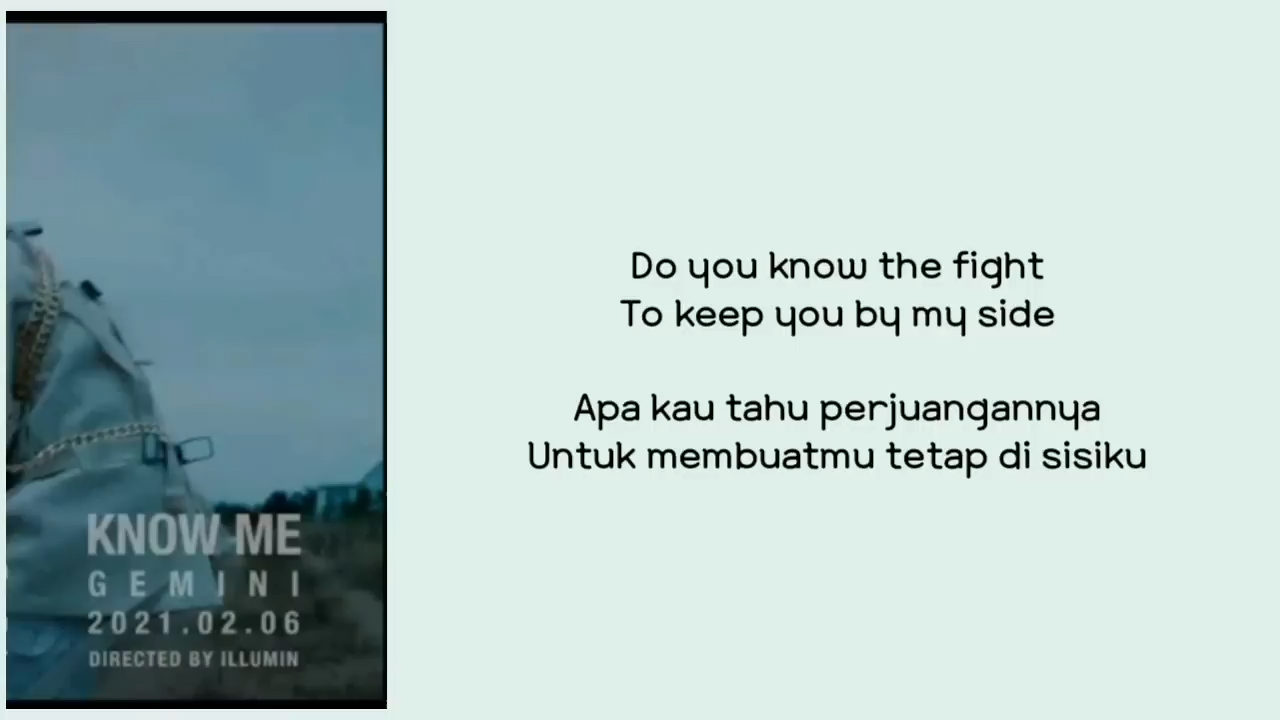 KNOW ME
GEMINI
2021.02.06
DIRECTED BY ILLUMIN
Do you know the fight
To keep you by my side
Apa kau tahu perjuangannya
Untuk membuatmu tetap di sisiku